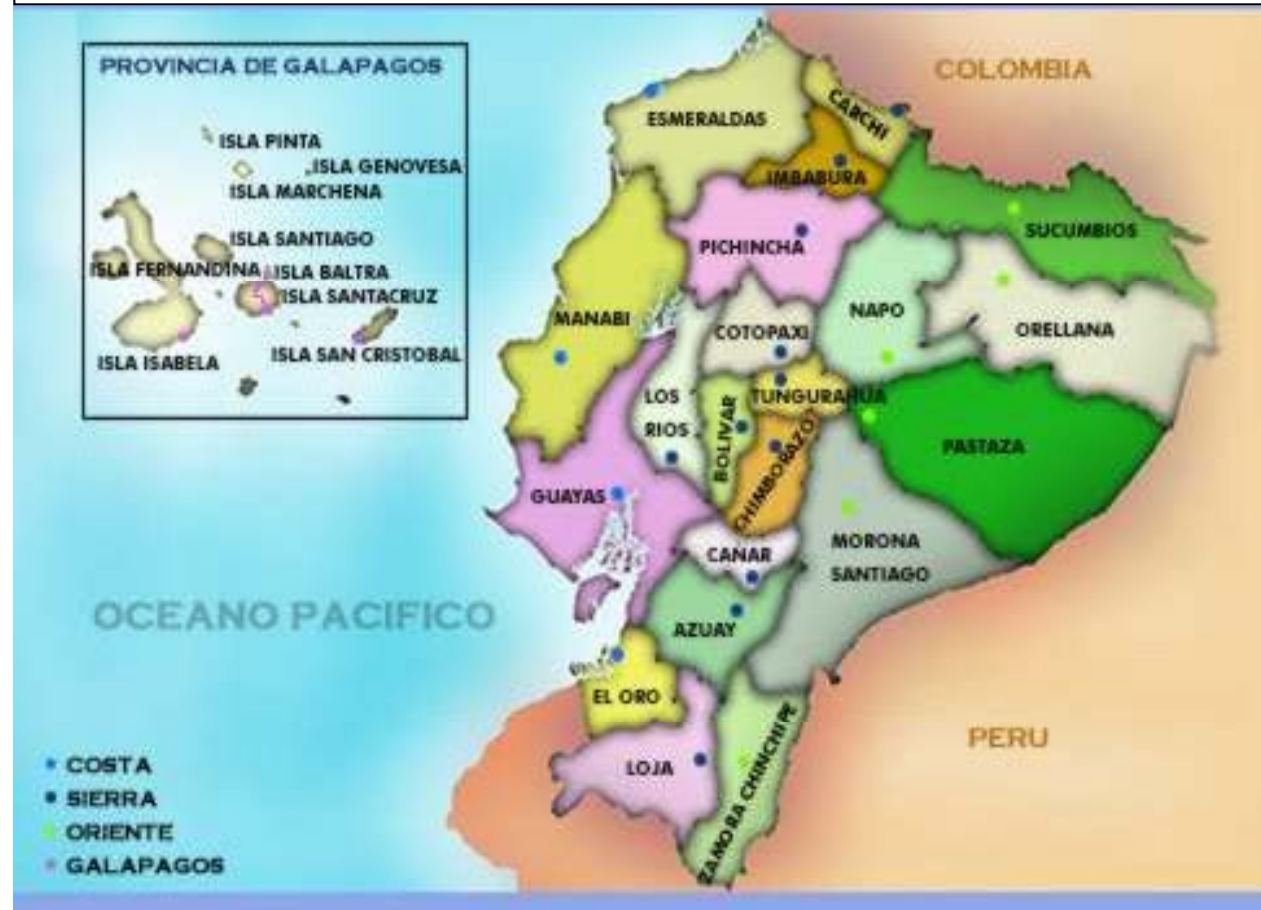 PROVINCIA DE GALAPAGOS
ISLA PINTA
ISLA GENOVESA
ISLA MARCHENA
ISLA SANTIAGO
ISLA FERNANDINA
ISLA BALTRA
ISLA SANTACRUZ
ISLA ISABELA
ISLA SAN CRISTOBAL
COLOMBIA
ESMERALDAS
CARCHI
IMBABURA
SUCUMBIOS
PICHINCHA
NAPO
MANABI
COTOPAXI
ORELLANA
LOS
RIOS
BOLIVAR
TUNGURAHUA
CHIMBORAZO
PASTAZA
GUAYAS
CANAR
MORONA
SANTIAGO
OCEANO PACIFICO
AZUAY
EL ORO
LOJA
ZAMORA CHINCHIPE
PERU
COSTA
SIERRA
ORIENTE
GALAPAGOS